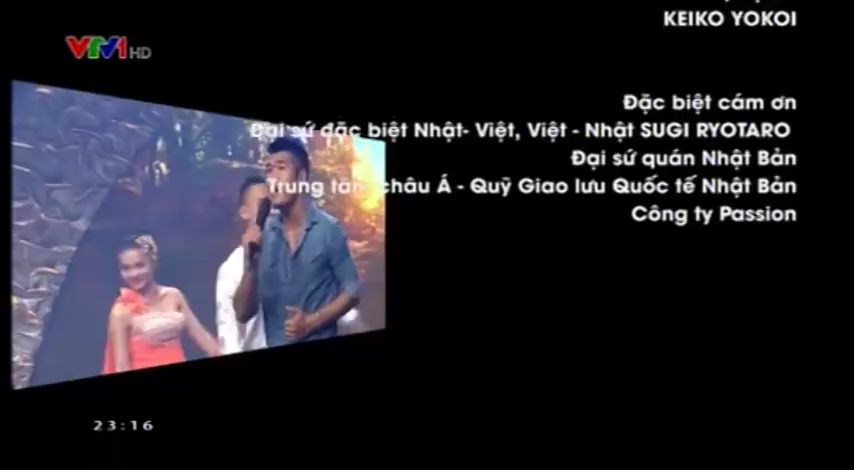 KEIKO YOKOI
VTV1 HD
Đặc biệt cám ơn
Đại sứ đặc biệt Nhật- Việt, Việt - Nhật SUGI RYOTARO
Đại sứ quán Nhật Bản
Trung tâm châu Á - Quỹ Giao lưu Quốc tế Nhật Bản
Công ty Passion
23:16